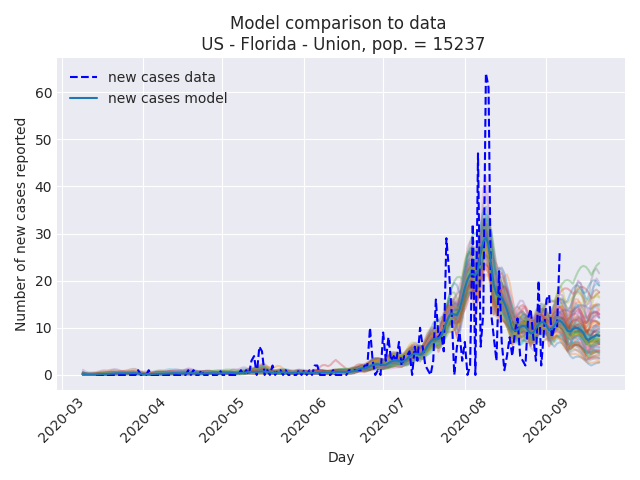 Model comparison to data
US - Florida - Union, pop. = 15237
new cases data
new cases model
Number of new cases reported
60
50
40
30
20
10
0
2020-03
2020-04
2020-05
2020-06
2020-07
2020-08
2020-09
Day